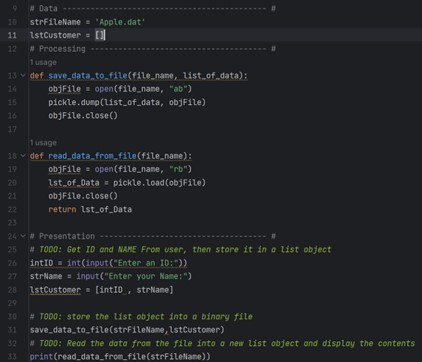 9 # Data ------------------------------------------ #
10 strFileName = 'Apple.dat'
11 lstCustomer = []
12 # Processing ------------------------------------ #
1 usage
13 def save_data_to_file(file_name, list_of_data):
14 objFile = open(file_name, "ab")
15 pickle.dump(list_of_data, objFile)
16 objFile.close()
17
1 usage
18 def read_data_from_file(file_name):
19 objFile = open(file_name, "rb")
20 lst_of_Data = pickle.load(objFile)
21 objFile.close()
22 return lst_of_Data
23
24 # Presentation ---------------------------------- #
25 # TODO: Get ID and NAME From user, then store it in a list object
26 intID_= int(input("Enter an ID:"))
27 strName = input("Enter your Name:")
28 lstCustomer = [intID_, strName]
29
30 # TODO: store the list object into a binary file
31 save_data_to_file(strFileName,lstCustomer)
32 # TODO: Read the data from the file into a new list object and display the contents
33 print(read_data_from_file(strFileName))